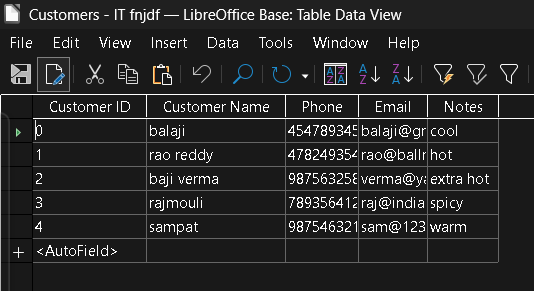 Customers - IT fnjdf — LibreOffice Base: Table Data View
File Edit View Insert Data Tools Window Help
Customer ID Customer Name Phone Email Notes
0 balaji 454789345 balaji@gr cool
1 rao reddy 478249354 rao@ballr hot
2 baji verma 987563258 verma@ya extra hot
3 rajmouli 789356412 raj@india spicy
4 sampat 987546321 sam@123 warm
<AutoField>